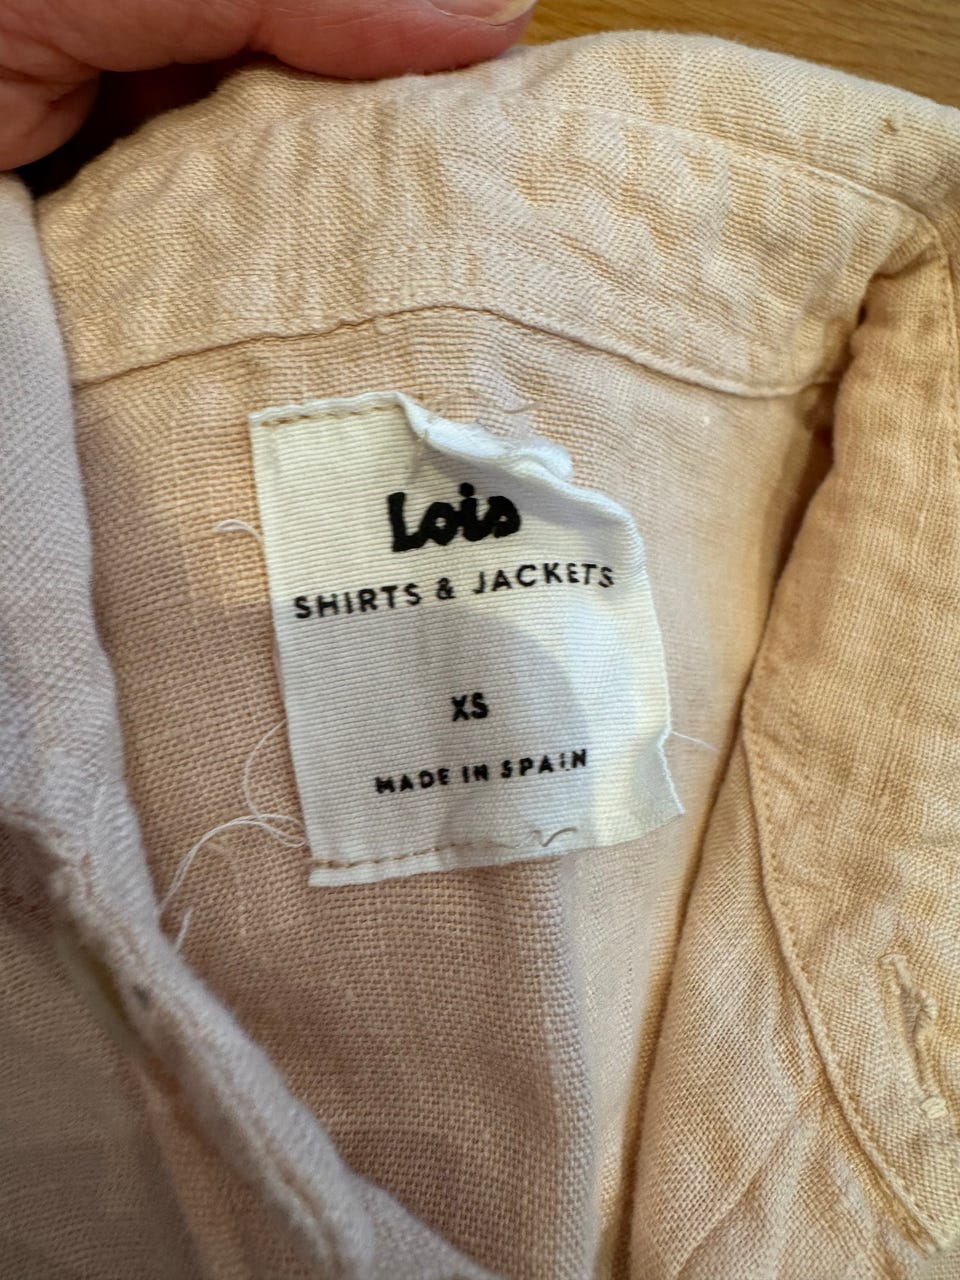 Lois
SHIRTS & JACKETS
XS
MADE IN SPAIN